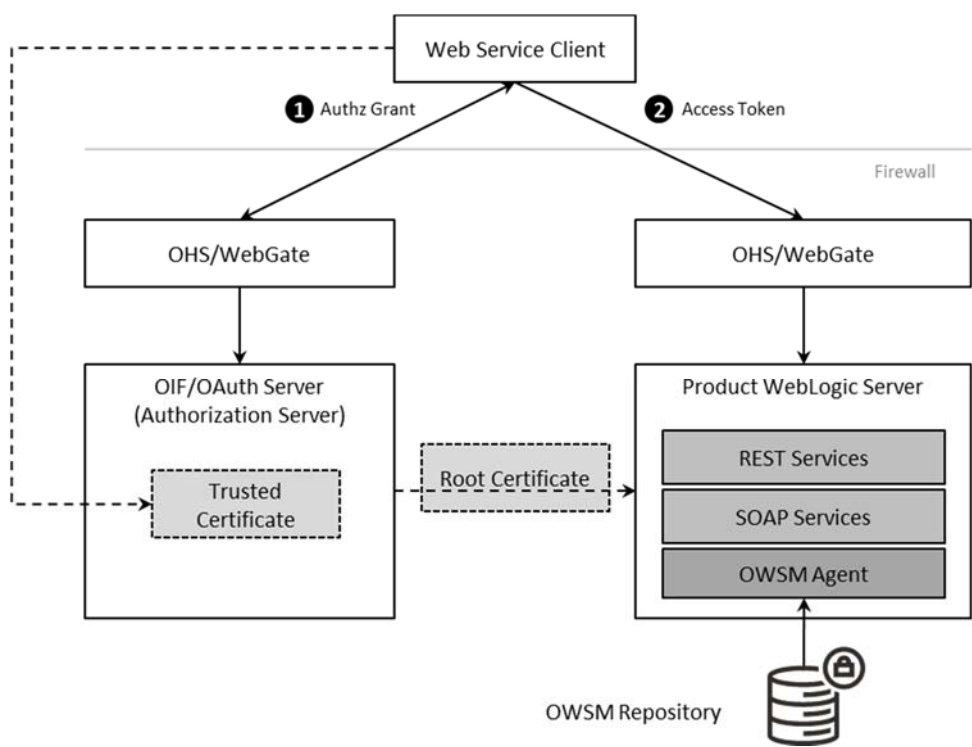 Web Service Client
1 Authz Grant
2 Access Token
Firewall
OHS/WebGate
OHS/WebGate
OIF/OAuth Server
(Authorization Server)
Trusted
Certificate
Root Certificate
Product WebLogic Server
REST Services
SOAP Services
OWSM Agent
OWSM Repository